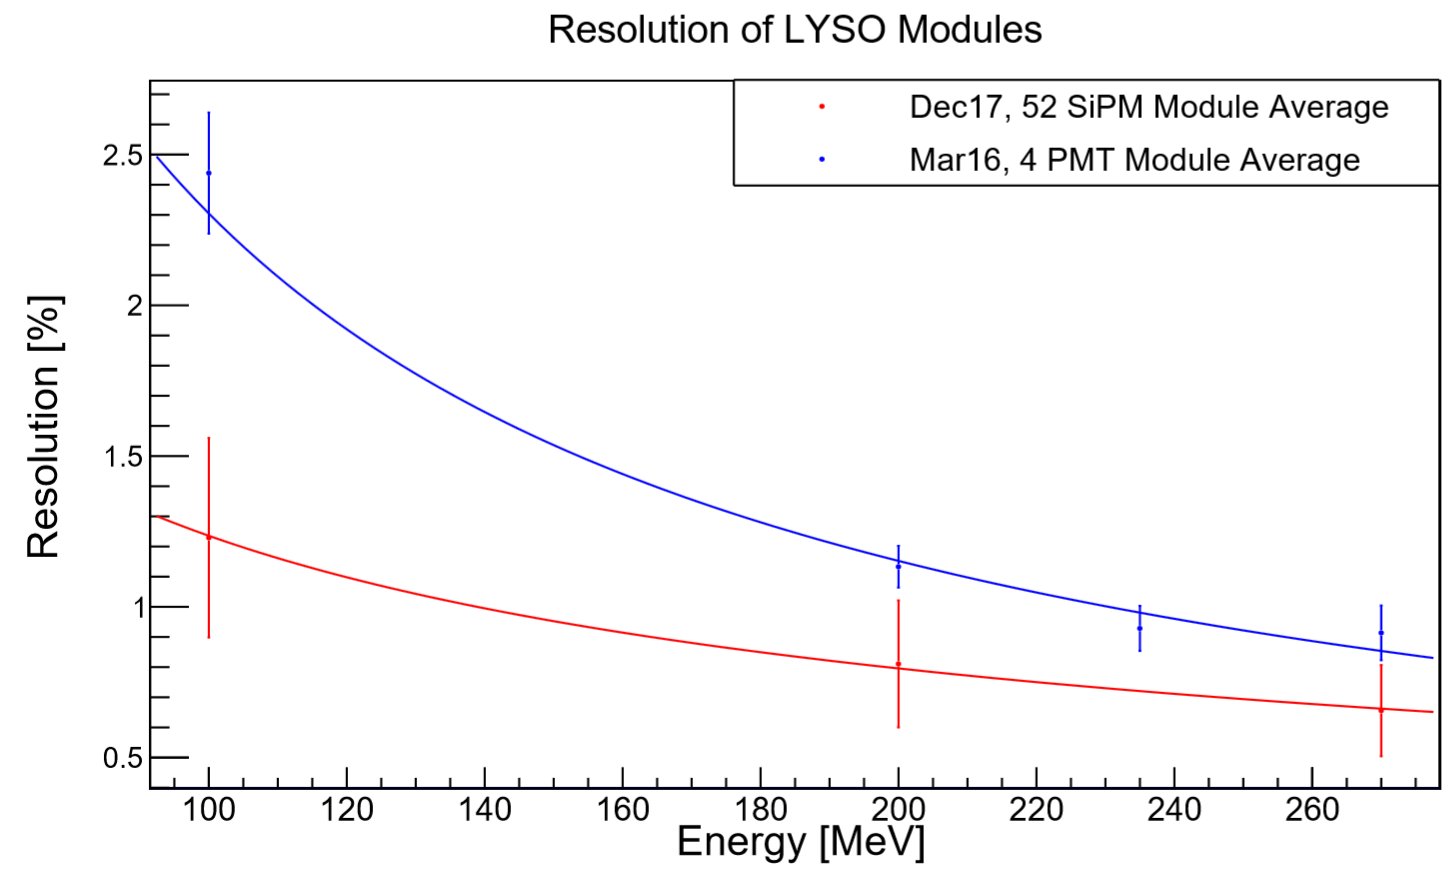 Resolution of LYSO Modules
Dec17, 52 SiPM Module Average
Mar16, 4 PMT Module Average
Resolution [%]
2.5
2
1.5
1
0.5
100 120 140 160 180 200 220 240 260
Energy [MeV]